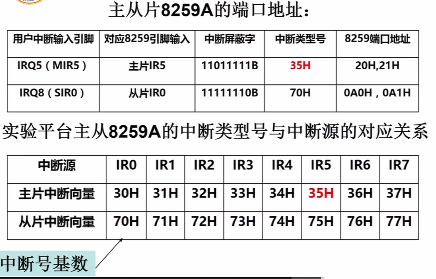 主从片8259A的端口地址：
用户中断输入引脚 对应8259引脚输入 中断屏蔽字 中断类型号 8259端口地址
IRQ5（MIR5） 主片IR5 11011111B 35H 20H,21H
IRQ8（SIR0） 从片IR0 11111110B 70H 0A0H，0A1H
实验平台主从8259A的中断类型号与中断源的对应关系
中断源 IR0 IR1 IR2 IR3 IR4 IR5 IR6 IR7
主片中断向量 30H 31H 32H 33H 34H 35H 36H 37H
从片中断向量 70H 71H 72H 73H 74H 75H 76H 77H
中断号基数